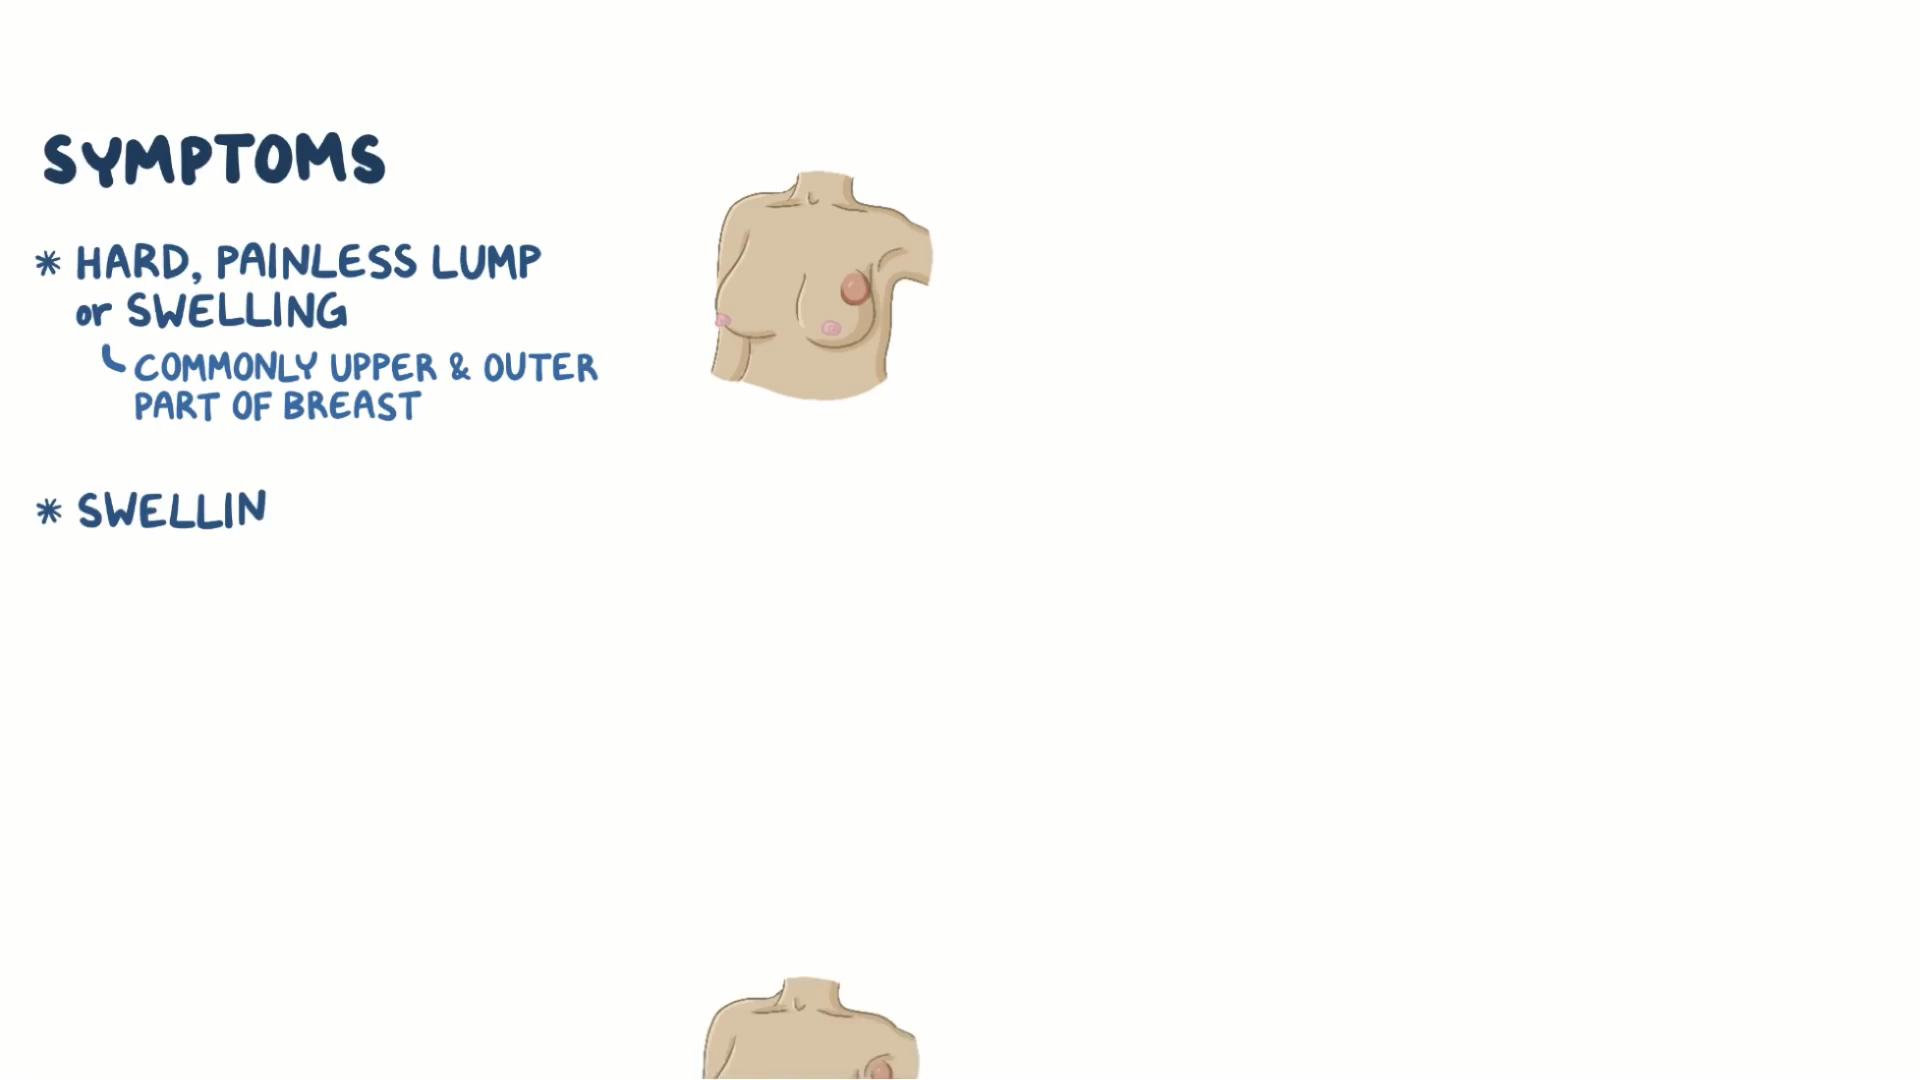 SYMPTOMS
* HARD, PAINLESS LUMP
or SWELLING
COMMONLY UPPER & OUTER
PART OF BREAST
* SWELLIN